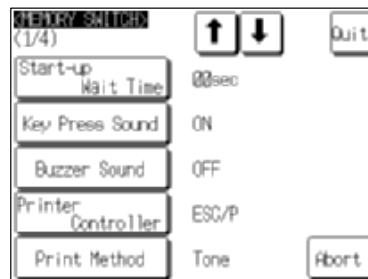 <MEMORY SWITCH>
(1/4)
↑ ↓ Quit
Start-up
Wait Time 00sec
Key Press Sound ON
Buzzer Sound OFF
Printer
Controller ESC/P
Print Method Tone Abort